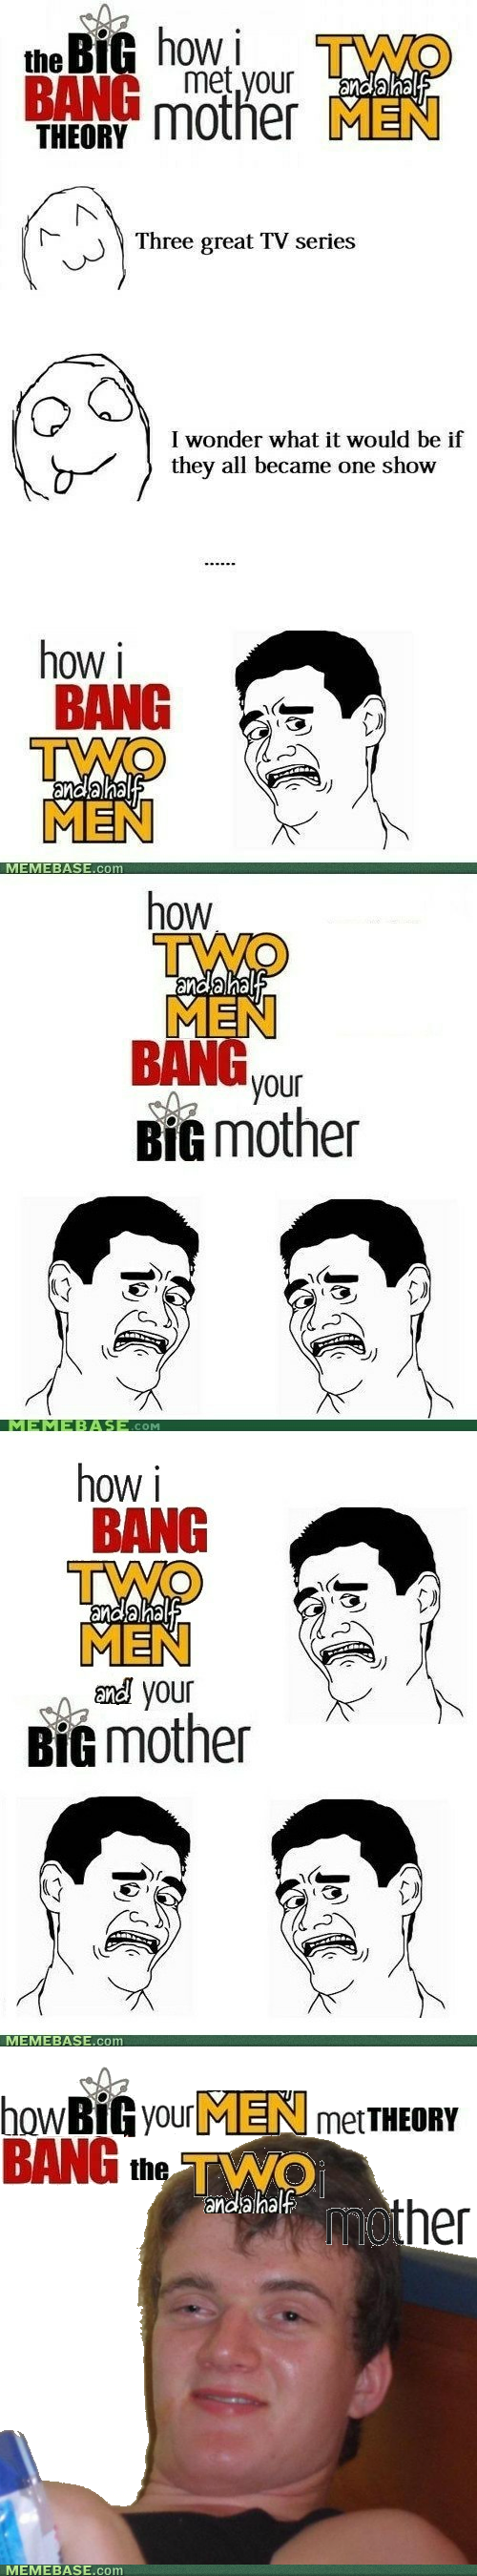 the BIG
BANG
THEORY
how i
met your
mother
TWO
and a half
MEN
Three great TV series
I wonder what it would be if
they all became one show
......
how i
BANG
TWO
and a half
MEN
MEMEBASE.com
how
TWO
and a half
MEN
BANG your
BIG mother
MEMEBASE.COM
how i
BANG
TWO
and a half
MEN
and your
BIG mother
MEMEBASE.com
how BIG your MEN met THEORY
BANG the TWO i
and a half
mother
MEMEBASE.com